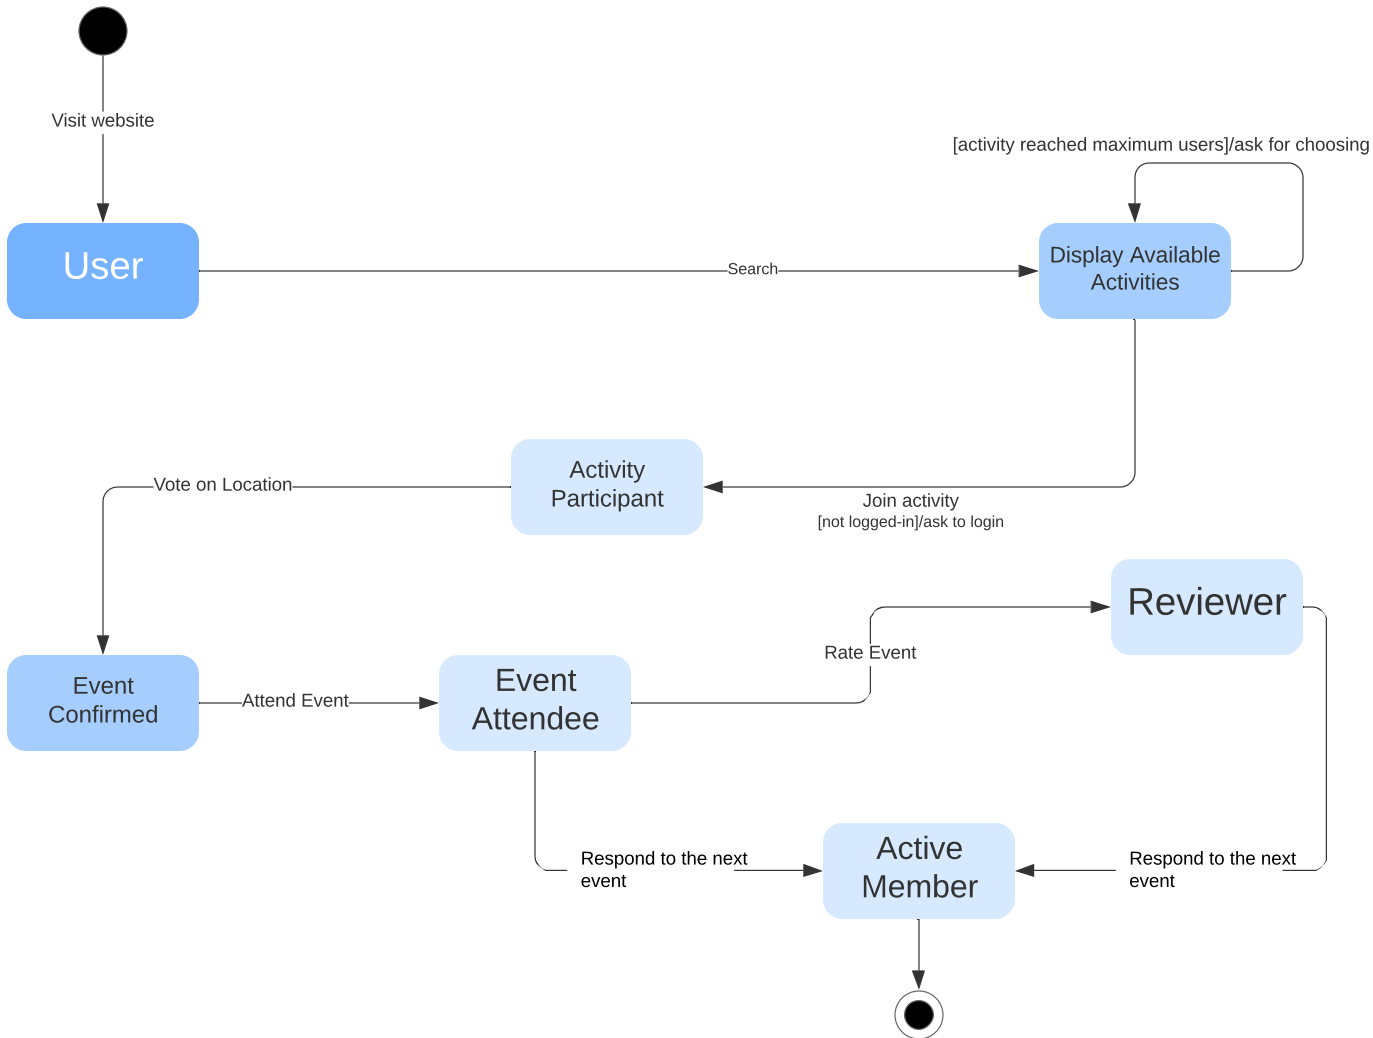 Visit website
[activity reached maximum users]/ask for choosing
User
Search
Display Available
Activities
Activity
Participant
Vote on Location
Join activity
[not logged-in]/ask to login
Reviewer
Rate Event
Event
Confirmed
Attend Event
Event
Attendee
Respond to the next
event
Active
Member
Respond to the next
event